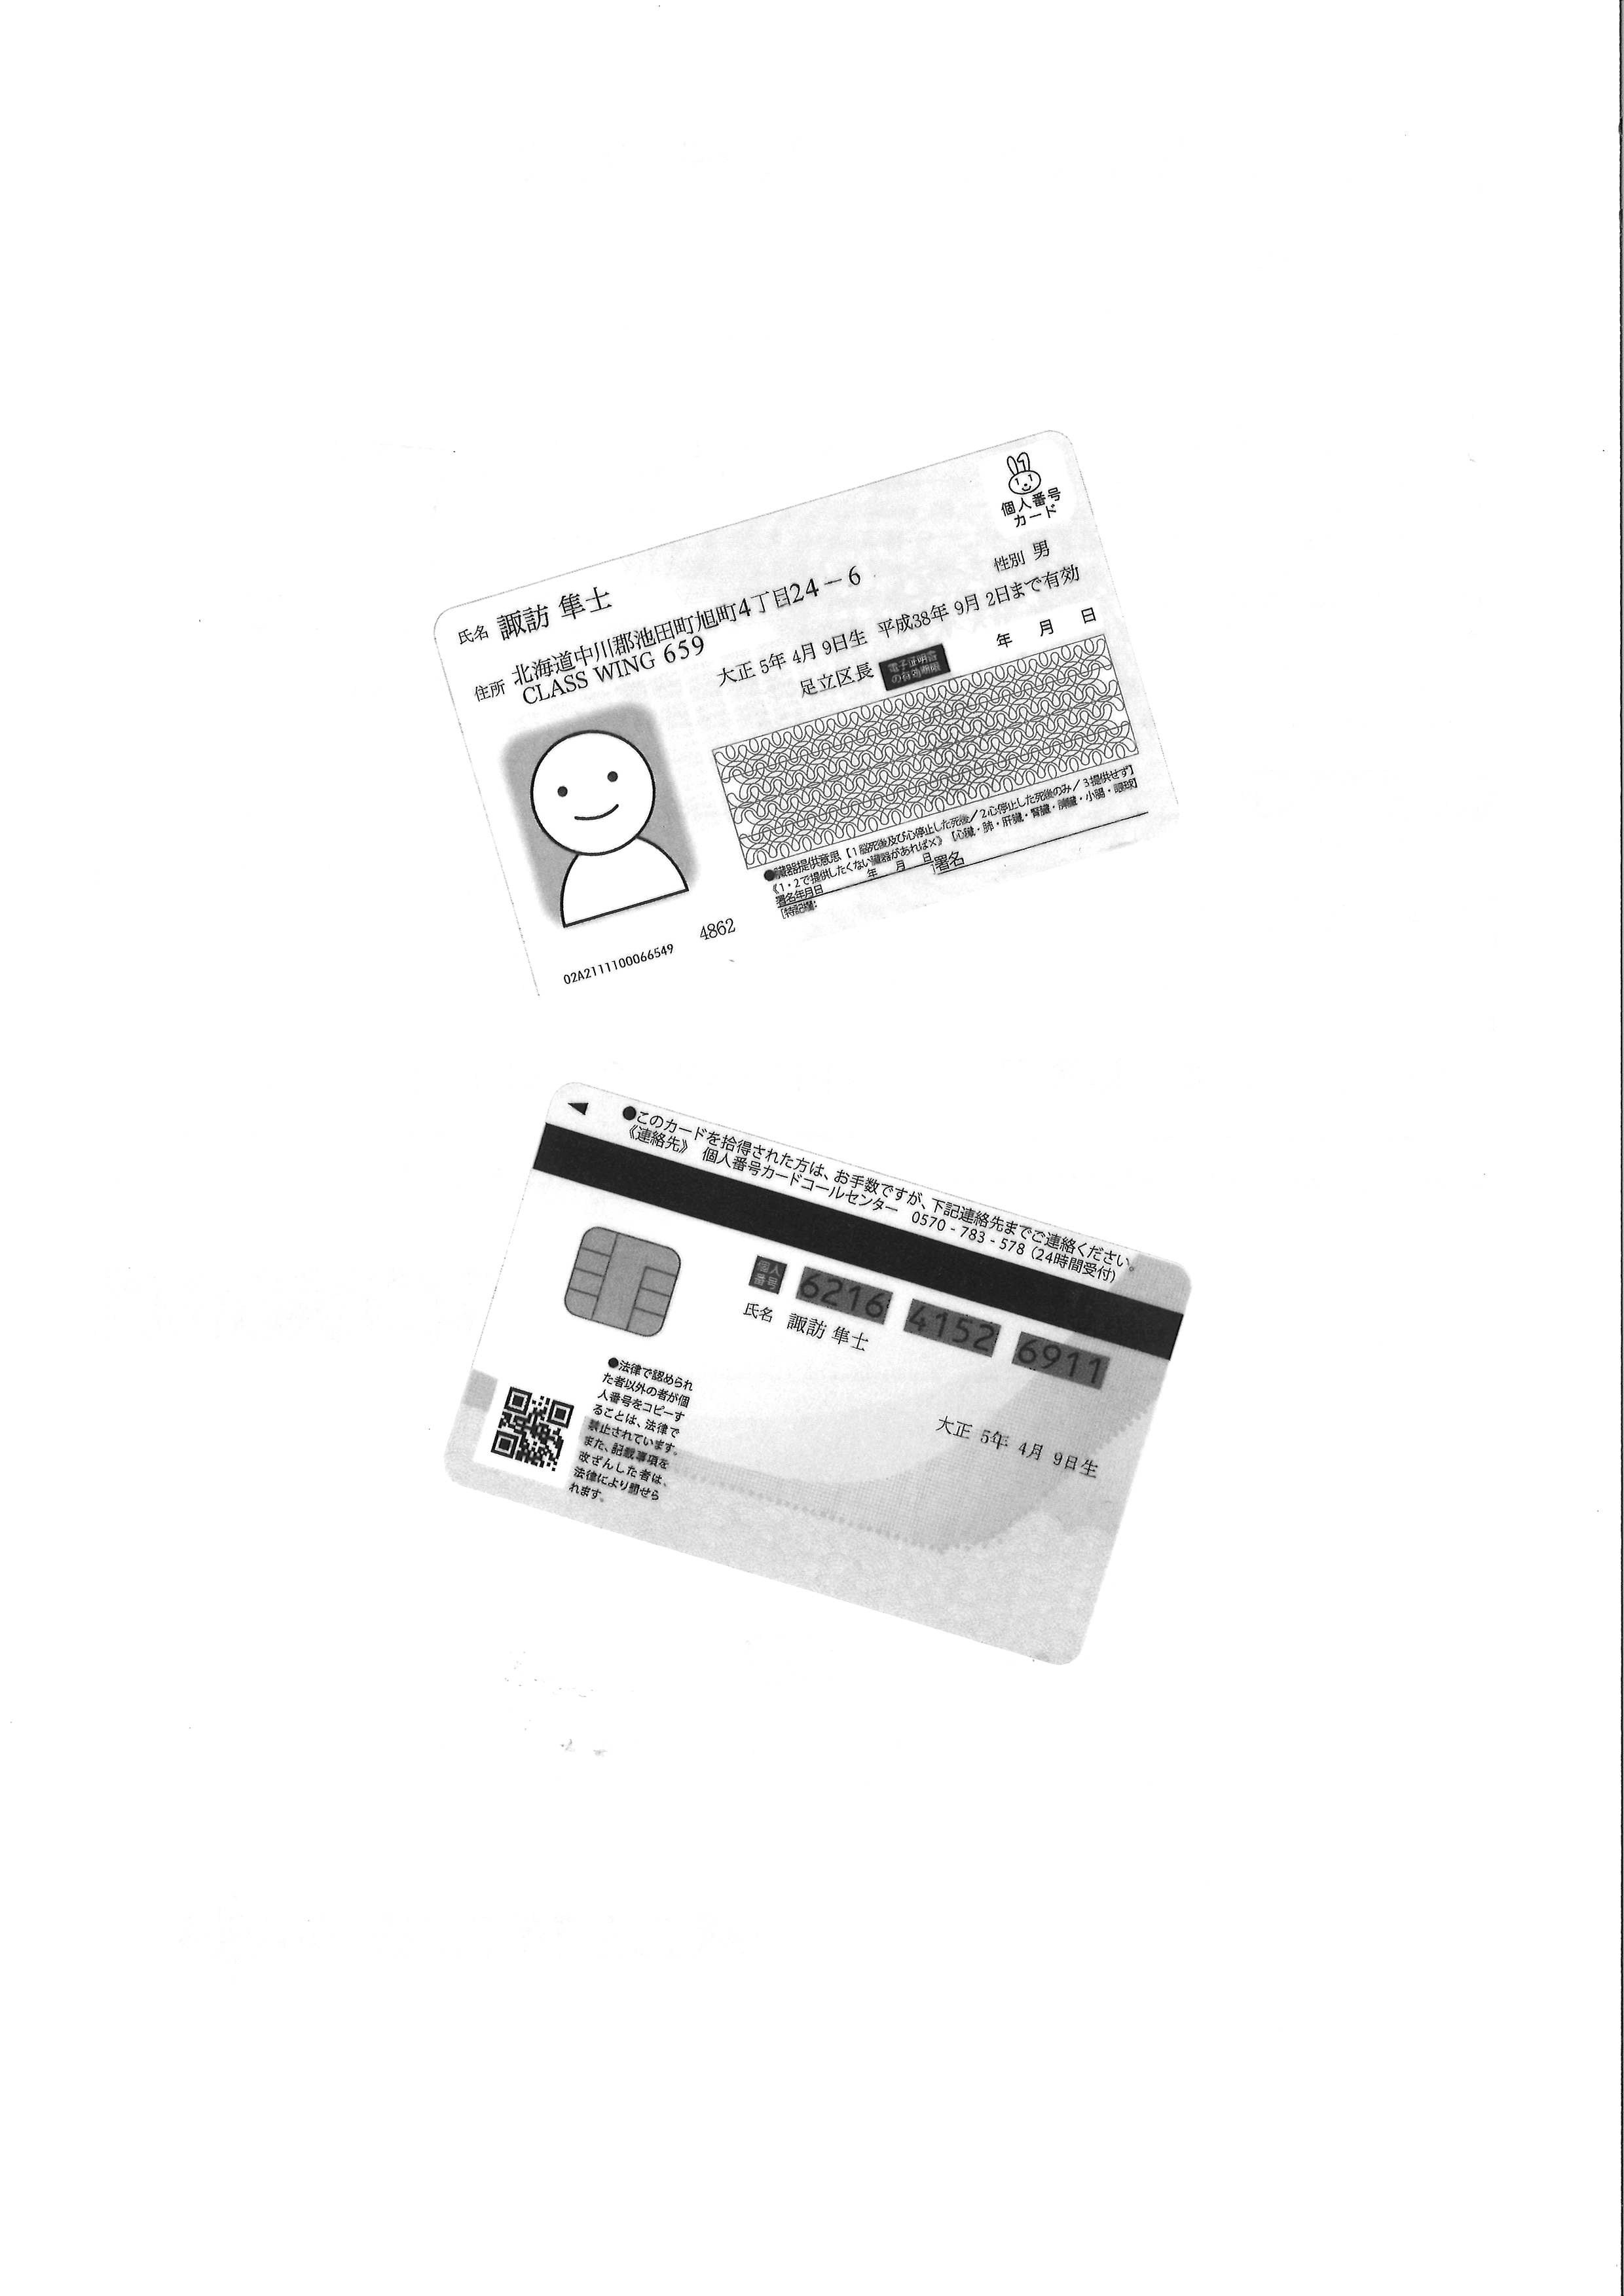 個人番号
カード
氏名 諏訪 隼士
住所 北海道中川郡池田町旭町4丁目24－6
CLASS WING 659
性別 男
大正 5年 4月 9日生 平成38年 9月 2日まで有効
足立区長 電子証明書の有効期限 年 月 日
●臓器提供意思【1 脳死後及び心停止した死後／2 心停止した死後のみ／3 提供せず】
《1・2で提供したくない臓器があれば×》【心臓・肺・肝臓・腎臓・膵臓・小腸・眼球】
署名年月日 年 月 日 署名
[特記欄:
4862
02A2111100066549
●このカードを拾得された方は、お手数ですが、下記連絡先までご連絡ください。
《連絡先》 個人番号カードコールセンター 0570-783-578（24時間受付）
個人番号 6216 4152 6911
氏名 諏訪 隼士
大正 5年 4月 9日生
●法律で認められ
た者以外の者が個
人番号をコピーす
ることは、法律で
禁止されています。
また、記載事項を
改ざんした者は、
法律により罰せら
れます。